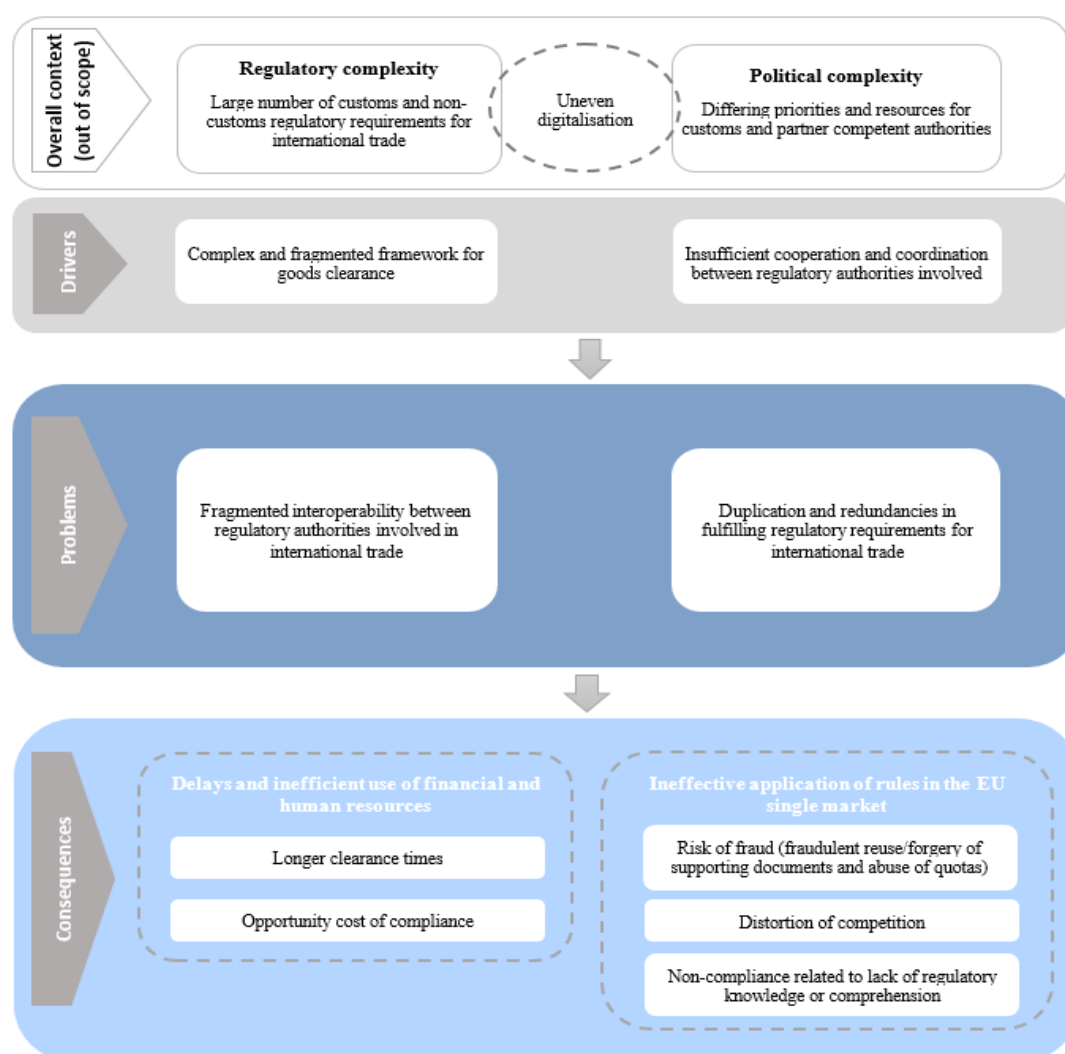 Overall context
(out of scope)
Regulatory complexity
Large number of customs and non-
customs regulatory requirements for
international trade
Uneven
digitalisation
Political complexity
Differing priorities and resources for
customs and partner competent authorities
Drivers
Complex and fragmented framework for
goods clearance
Insufficient cooperation and coordination
between regulatory authorities involved
Problems
Fragmented interoperability between
regulatory authorities involved in
international trade
Duplication and redundancies in
fulfilling regulatory requirements for
international trade
Consequences
Delays and inefficient use of financial and
human resources
Longer clearance times
Opportunity cost of compliance
Ineffective application of rules in the EU
single market
Risk of fraud (fraudulent reuse/forgery of
supporting documents and abuse of quotas)
Distortion of competition
Non-compliance related to lack of regulatory
knowledge or comprehension